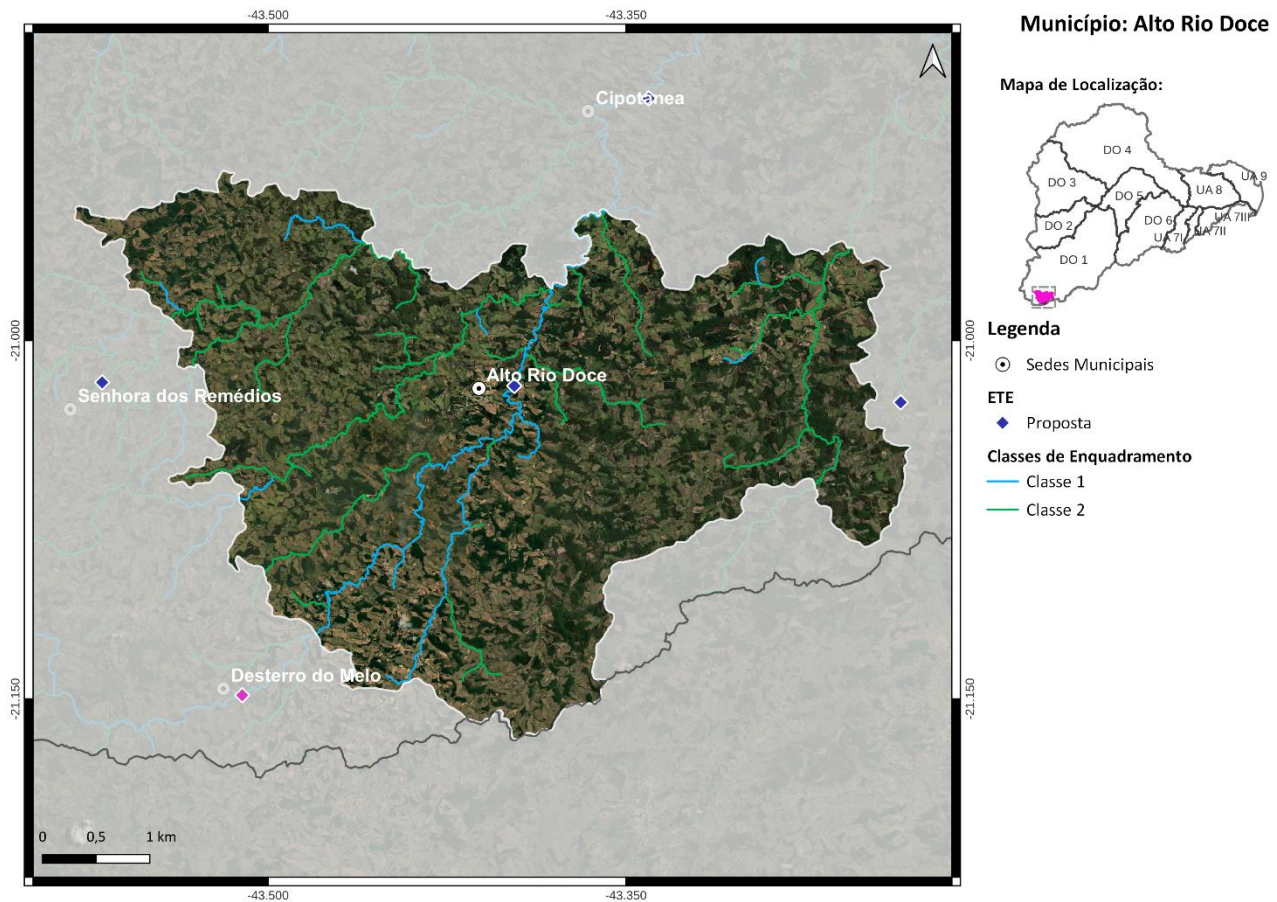 -43.500
-43.350
Município: Alto Rio Doce
Mapa de Localização:
DO 4
DO 3
UA 9
UA 8
DO 5
DO 2
DO 6
UA 7III
UA 7II
UA 7I
DO 1
Cipotânea
-21.000
-21.000
Legenda
Sedes Municipais
ETE
Proposta
Classes de Enquadramento
Classe 1
Classe 2
Alto Rio Doce
Senhora dos Remédios
Desterro do Melo
-21.150
-21.150
0 0,5 1 km
-43.500
-43.350